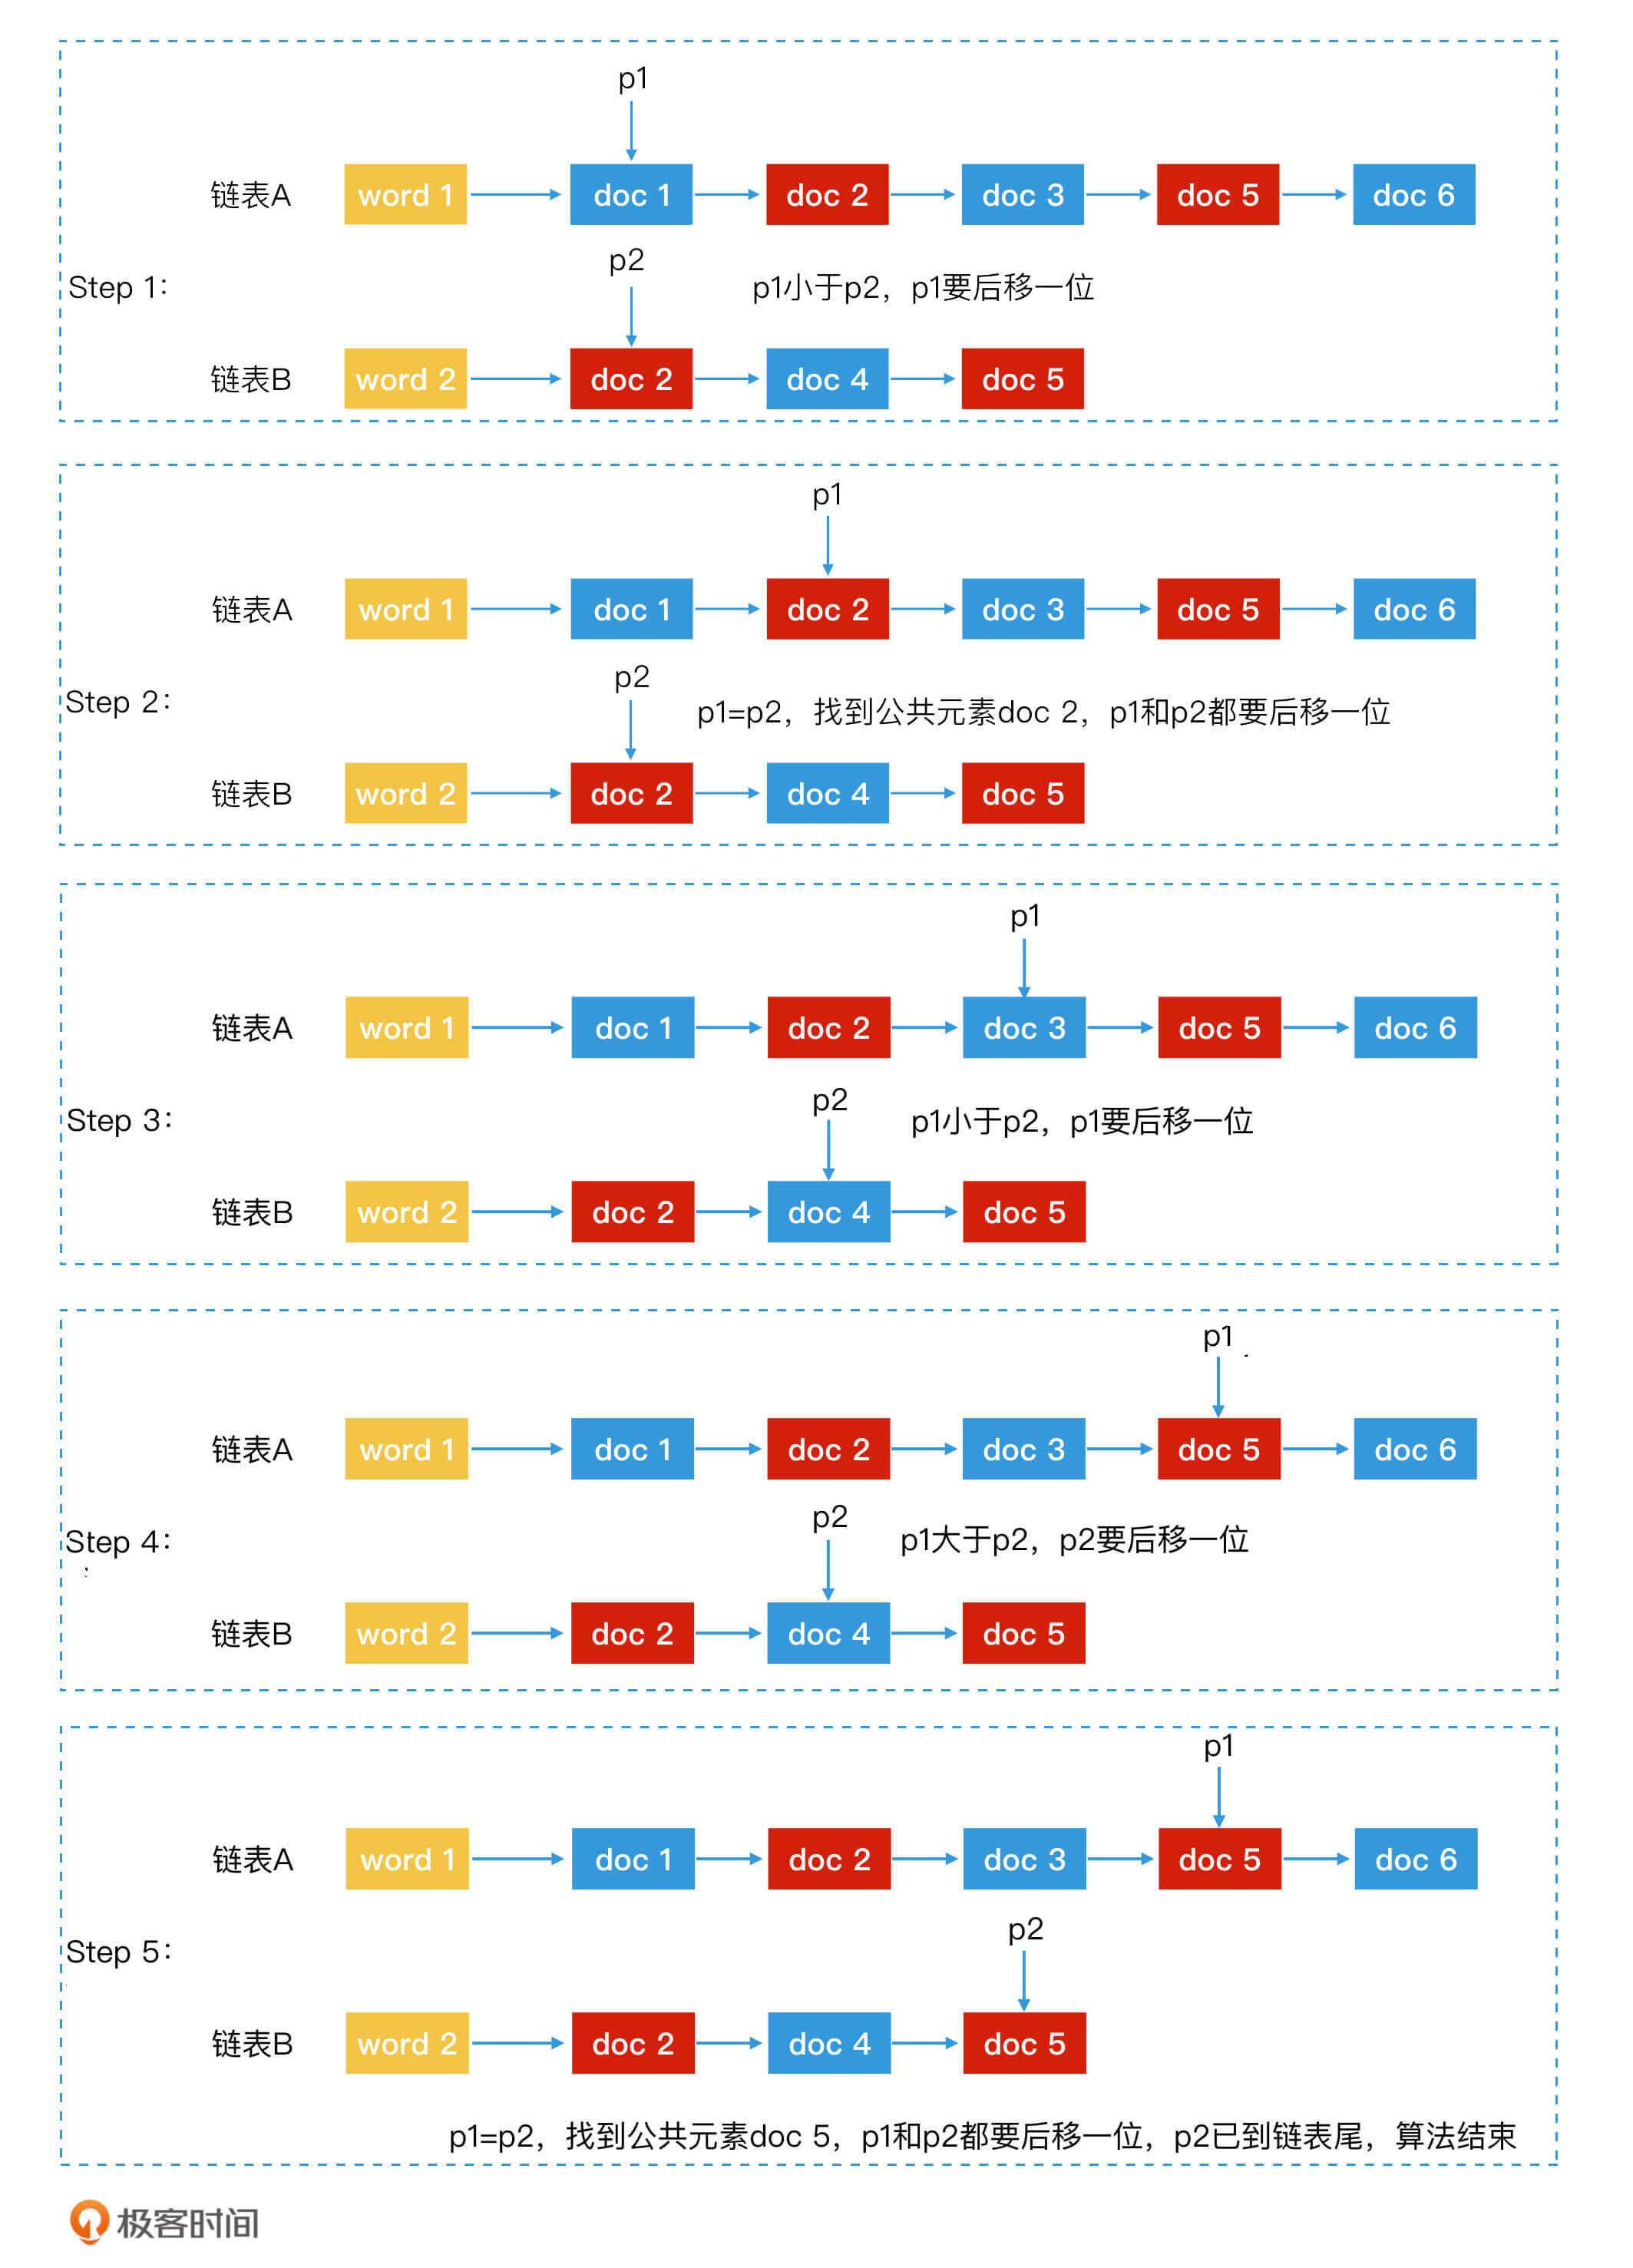 p1
链表A word 1 doc 1 doc 2 doc 3 doc 5 doc 6
p2
Step 1: p1小于p2，p1要后移一位
链表B word 2 doc 2 doc 4 doc 5
p1
链表A word 1 doc 1 doc 2 doc 3 doc 5 doc 6
p2
Step 2: p1=p2，找到公共元素doc 2，p1和p2都要后移一位
链表B word 2 doc 2 doc 4 doc 5
p1
链表A word 1 doc 1 doc 2 doc 3 doc 5 doc 6
p2
Step 3: p1小于p2，p1要后移一位
链表B word 2 doc 2 doc 4 doc 5
p1
链表A word 1 doc 1 doc 2 doc 3 doc 5 doc 6
p2
Step 4: p1大于p2，p2要后移一位
链表B word 2 doc 2 doc 4 doc 5
p1
链表A word 1 doc 1 doc 2 doc 3 doc 5 doc 6
p2
Step 5:
链表B word 2 doc 2 doc 4 doc 5
p1=p2，找到公共元素doc 5，p1和p2都要后移一位，p2已到链表尾，算法结束
极客时间